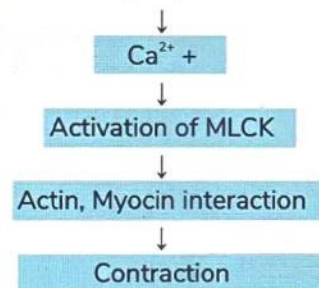 Ca²⁺ +
Activation of MLCK
Actin, Myocin interaction
Contraction